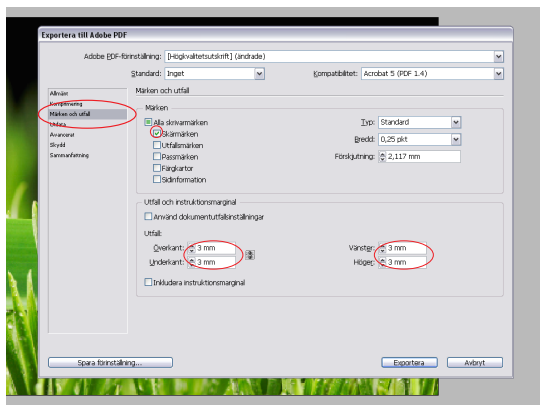 Exportera till Adobe PDF
Adobe PDF-förinställning: [Högkvalitetsutskrift] (ändrade)
Standard: Inget Kompatibilitet: Acrobat 5 (PDF 1.4)
Allmänt
Komprimering
Märken och utfall
Utdata
Avancerat
Skydd
Sammanfattning
Märken och utfall
Märken
Alla skrivarmärken
Skärmärken
Utfallsmärken
Passmärken
Färgkartor
Sidinformation
Typ: Standard
Bredd: 0,25 pkt
Förskjutning: 2,117 mm
Utfall och instruktionsmarginal
Använd dokumentutfallsinställningar
Utfall:
Överkant: 3 mm Vänster: 3 mm
Underkant: 3 mm Höger: 3 mm
Inkludera instruktionsmarginal
Spara förinställning... Exportera Avbryt